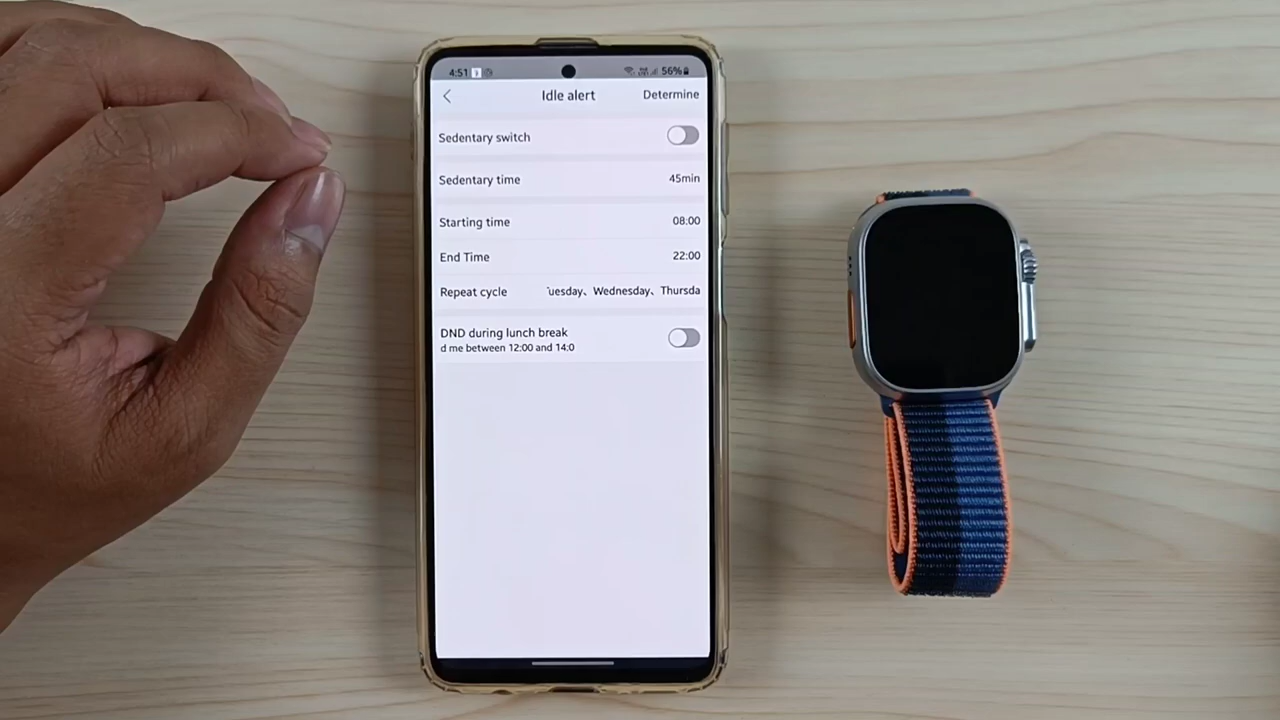 4:51 56%
Idle alert Determine
Sedentary switch
Sedentary time 45min
Starting time 08:00
End Time 22:00
Repeat cycle uesday、Wednesday、Thursda
DND during lunch break
d me between 12:00 and 14:0